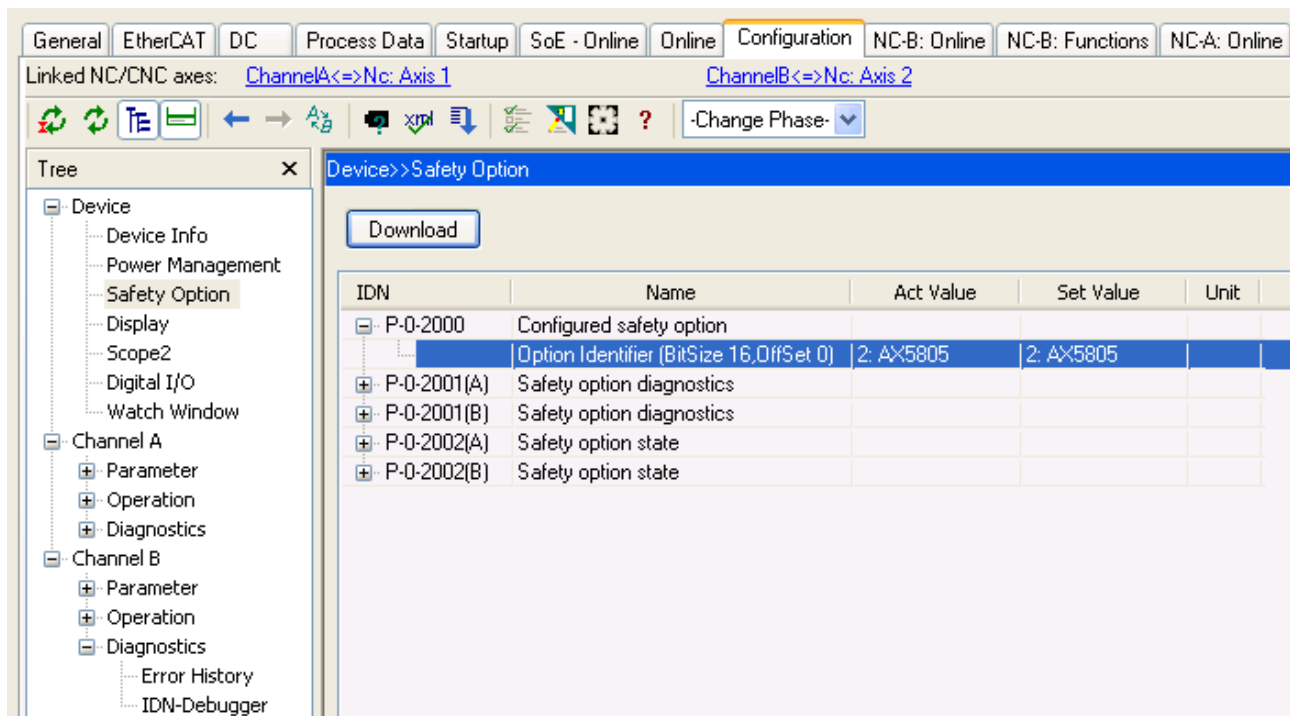 General EtherCAT DC Process Data Startup SoE - Online Online Configuration NC-B: Online NC-B: Functions NC-A: Online
Linked NC/CNC axes: ChannelA<=>Nc: Axis 1 ChannelB<=>Nc: Axis 2
-Change Phase-
Tree
Device>>Safety Option
Device
Device Info
Power Management
Safety Option
Display
Scope2
Digital I/O
Watch Window
Channel A
Parameter
Operation
Diagnostics
Channel B
Parameter
Operation
Diagnostics
Error History
IDN-Debugger
Download
IDN Name Act Value Set Value Unit
P-0-2000 Configured safety option
Option Identifier (BitSize 16,OffSet 0) 2: AX5805 2: AX5805
P-0-2001(A) Safety option diagnostics
P-0-2001(B) Safety option diagnostics
P-0-2002(A) Safety option state
P-0-2002(B) Safety option state